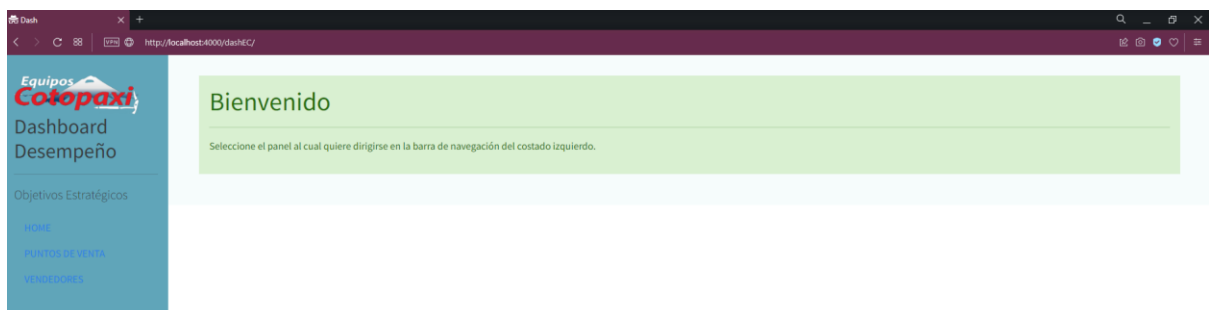 Dash
VPN
http://localhost:4000/dashEC/
Equipos
Cotopaxi
Dashboard
Desempeño
Objetivos Estratégicos
HOME
PUNTOS DE VENTA
VENDEDORES
Bienvenido
Seleccione el panel al cual quiere dirigirse en la barra de navegación del costado izquierdo.